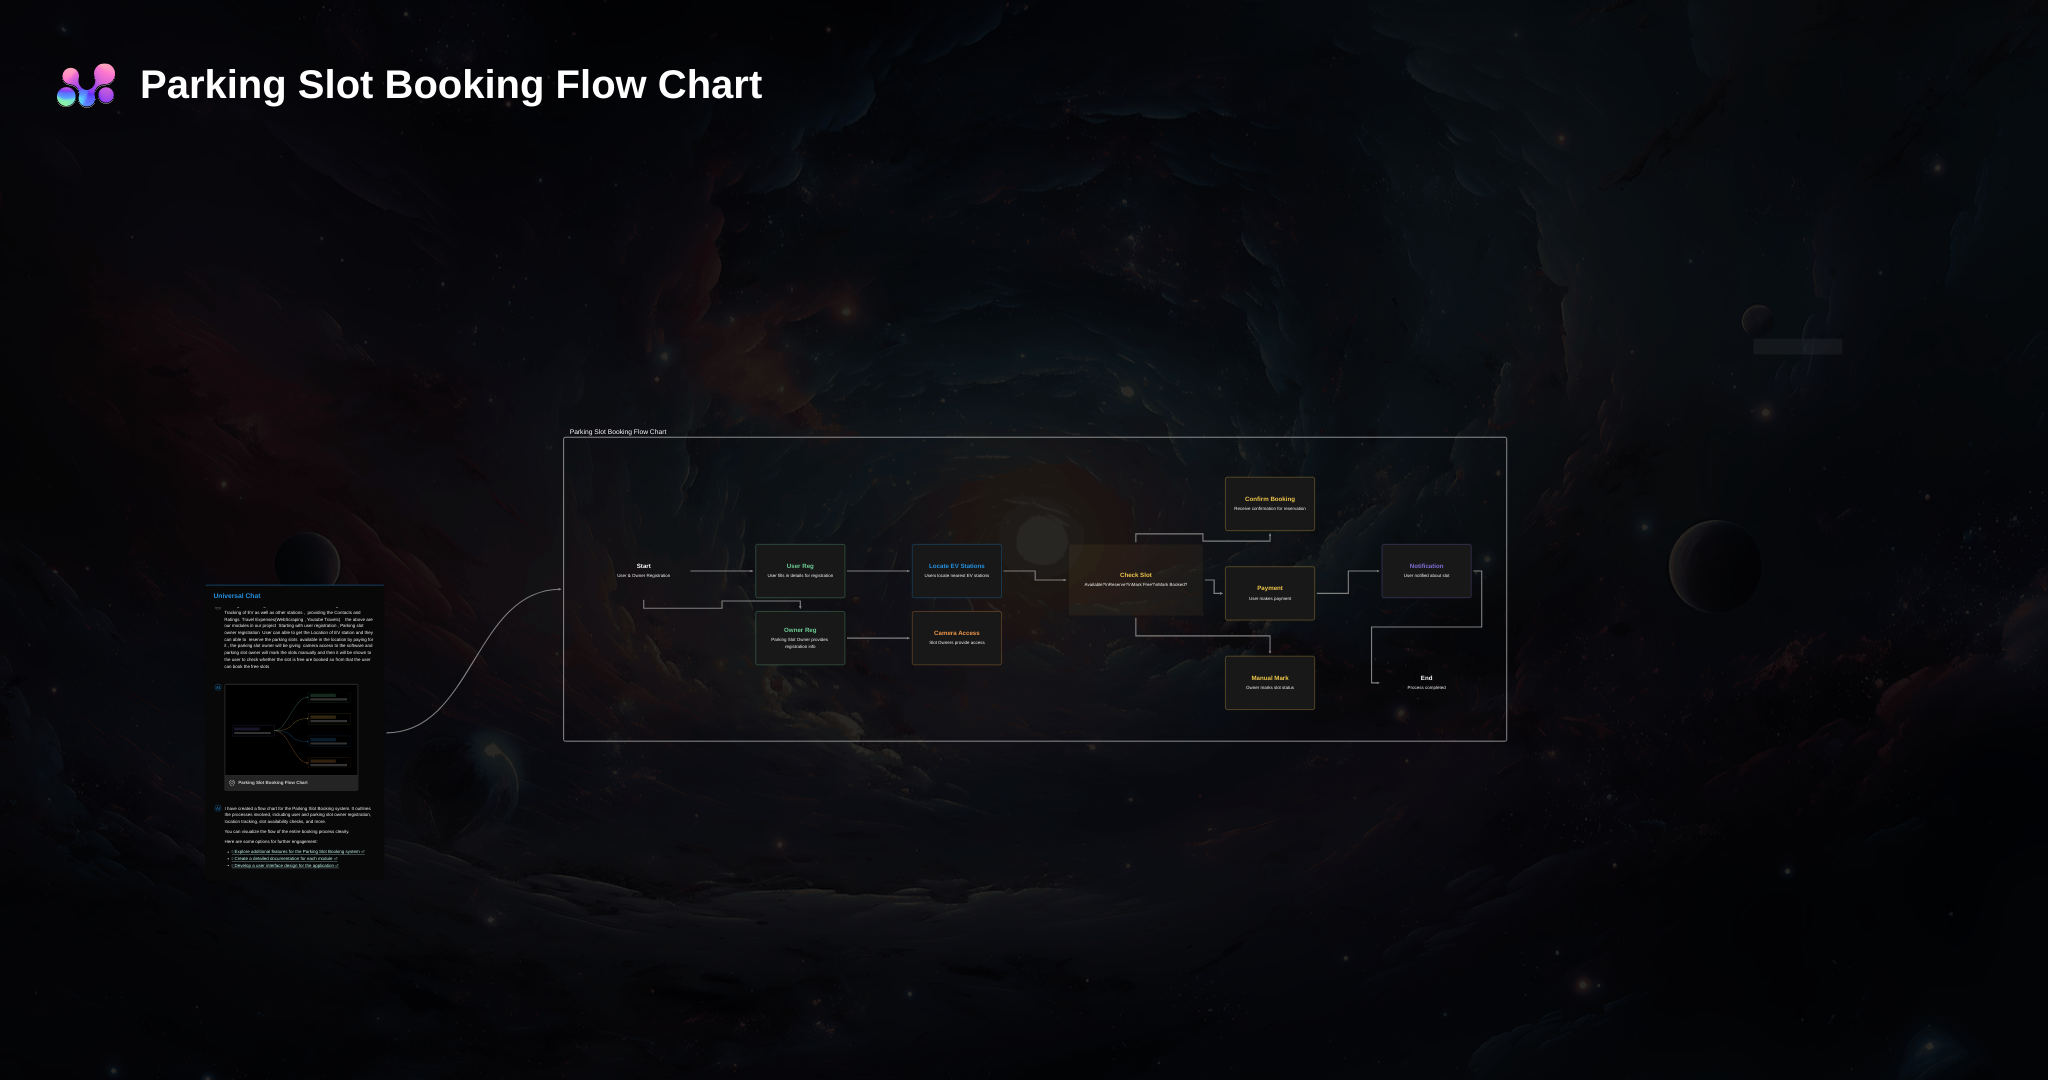 Parking Slot Booking Flow Chart
Parking Slot Booking Flow Chart
Start
User & Owner Registration
User Reg
User fills in details for registration
Owner Reg
Parking Slot Owner provides
registration info
Locate EV Stations
Users locate nearest EV stations
Camera Access
Slot Owners provide access
Check Slot
Available?\nReserve?\nMark Free?\nMark Booked?
Confirm Booking
Receive confirmation for reservation
Payment
User makes payment
Manual Mark
Owner marks slot status
Notification
User notified about slot
End
Process completed
Universal Chat
Tracking of EV as well as other stations , providing the Contacts and
Ratings. Travel Expenses(WebScraping , Youtube Travels) the above are
our modules in our project Starting with user registration , Parking slot
owner registration User can able to get the Location of EV station and they
can able to reserve the parking slots available in the location by paying for
it , the parking slot owner will be giving camera access to the software and
parking slot owner will mark the slots manually and then it will be shown to
the user to check whether the slot is free are booked so from that the user
can book the free slots.
Parking Slot Booking Flow Chart
I have created a flow chart for the Parking Slot Booking system. It outlines
the processes involved, including user and parking slot owner registration,
location tracking, slot availability checks, and more.
You can visualize the flow of the entire booking process clearly.
Here are some options for further engagement:
Explore additional features for the Parking Slot Booking system
Create a detailed documentation for each module
Develop a user interface design for the application